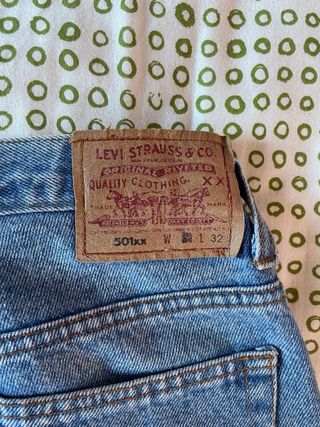 LEVI STRAUSS & CO.
SAN FRANCISCO, CAL.
ORIGINAL RIVETED
QUALITY CLOTHING. XX
TRADE MARK
501xx W L 32